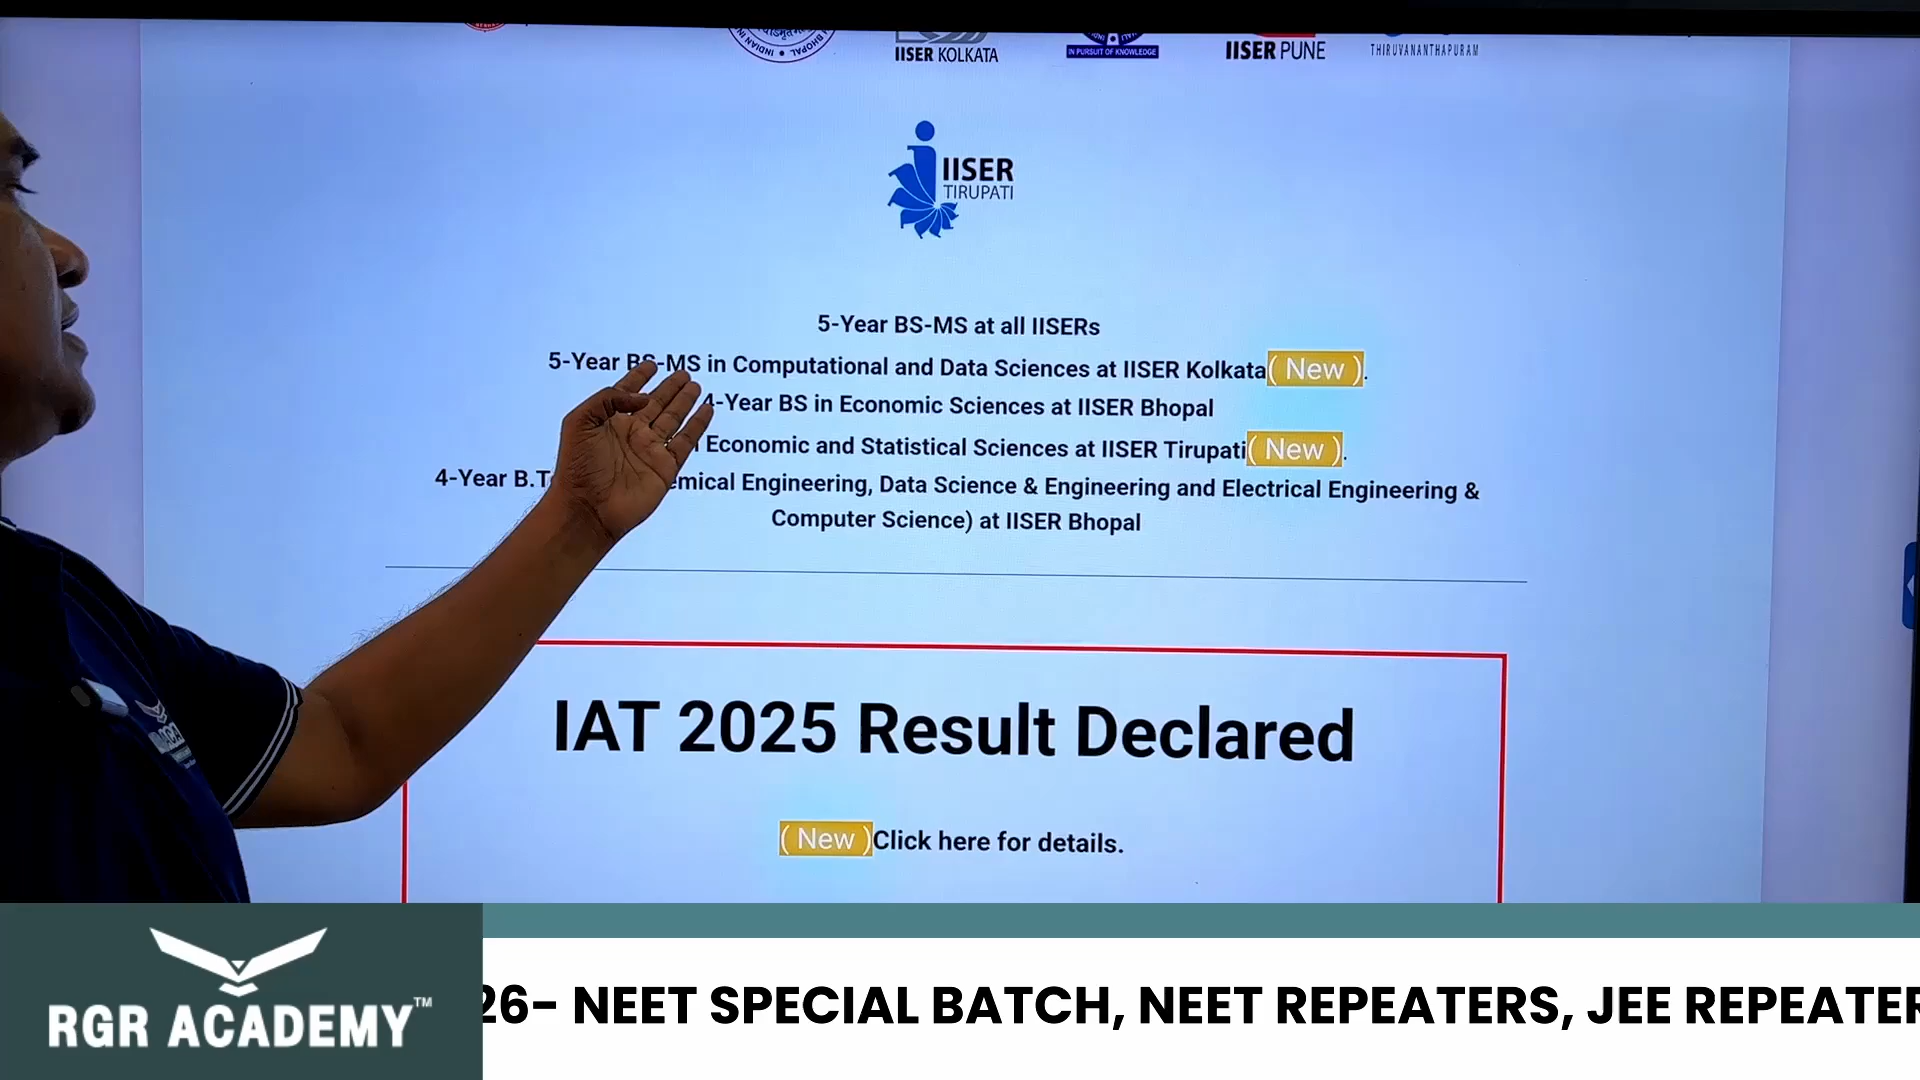 IISER KOLKATA
IN PURSUIT OF KNOWLEDGE
IISER PUNE
THIRUVANANTHAPURAM
IISER
TIRUPATI
5-Year BS-MS at all IISERs
5-Year BS-MS in Computational and Data Sciences at IISER Kolkata( New ).
4-Year BS in Economic Sciences at IISER Bhopal
Economic and Statistical Sciences at IISER Tirupati( New ).
4-Year B.T emical Engineering, Data Science & Engineering and Electrical Engineering &
Computer Science) at IISER Bhopal
IAT 2025 Result Declared
( New )Click here for details.
RGR ACADEMY™
26- NEET SPECIAL BATCH, NEET REPEATERS, JEE REPEATER